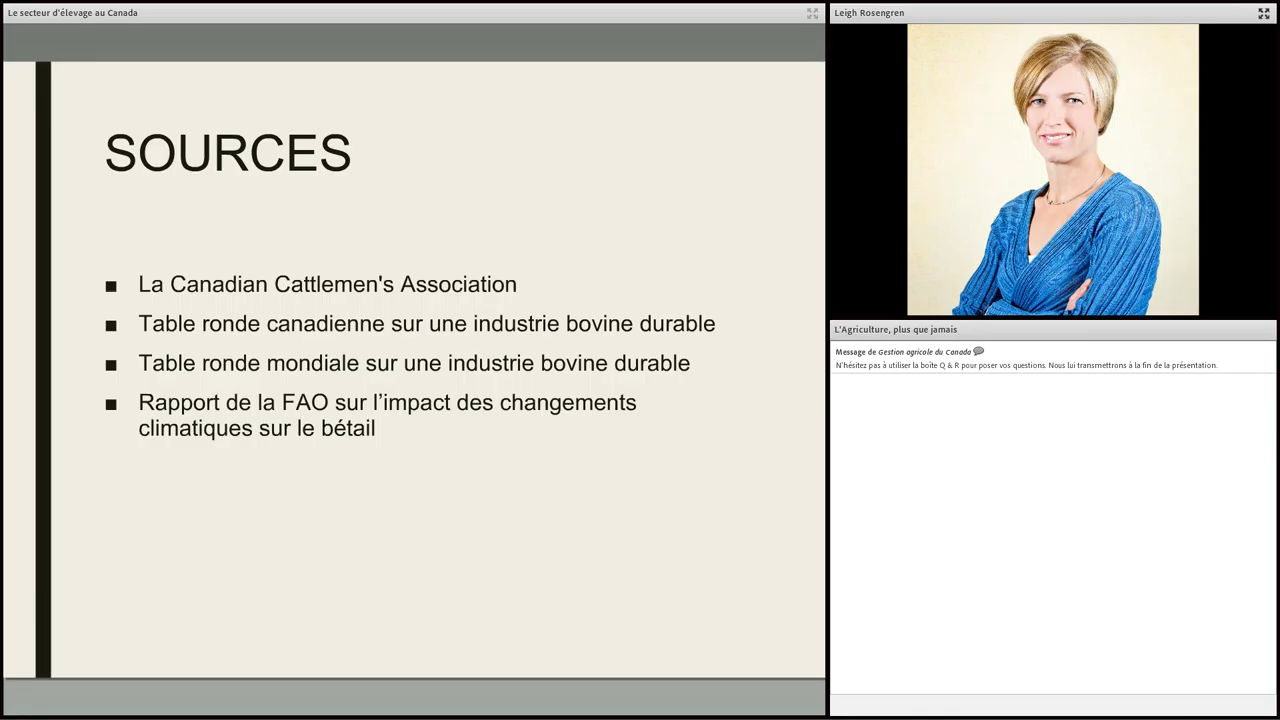 Le secteur d'élevage au Canada
SOURCES
■ La Canadian Cattlemen's Association
■ Table ronde canadienne sur une industrie bovine durable
■ Table ronde mondiale sur une industrie bovine durable
■ Rapport de la FAO sur l’impact des changements
climatiques sur le bétail
Leigh Rosengren
L'Agriculture, plus que jamais
Message de Gestion agricole du Canada
N'hésitez pas à utiliser la boîte Q & R pour poser vos questions. Nous lui transmettrons à la fin de la présentation.